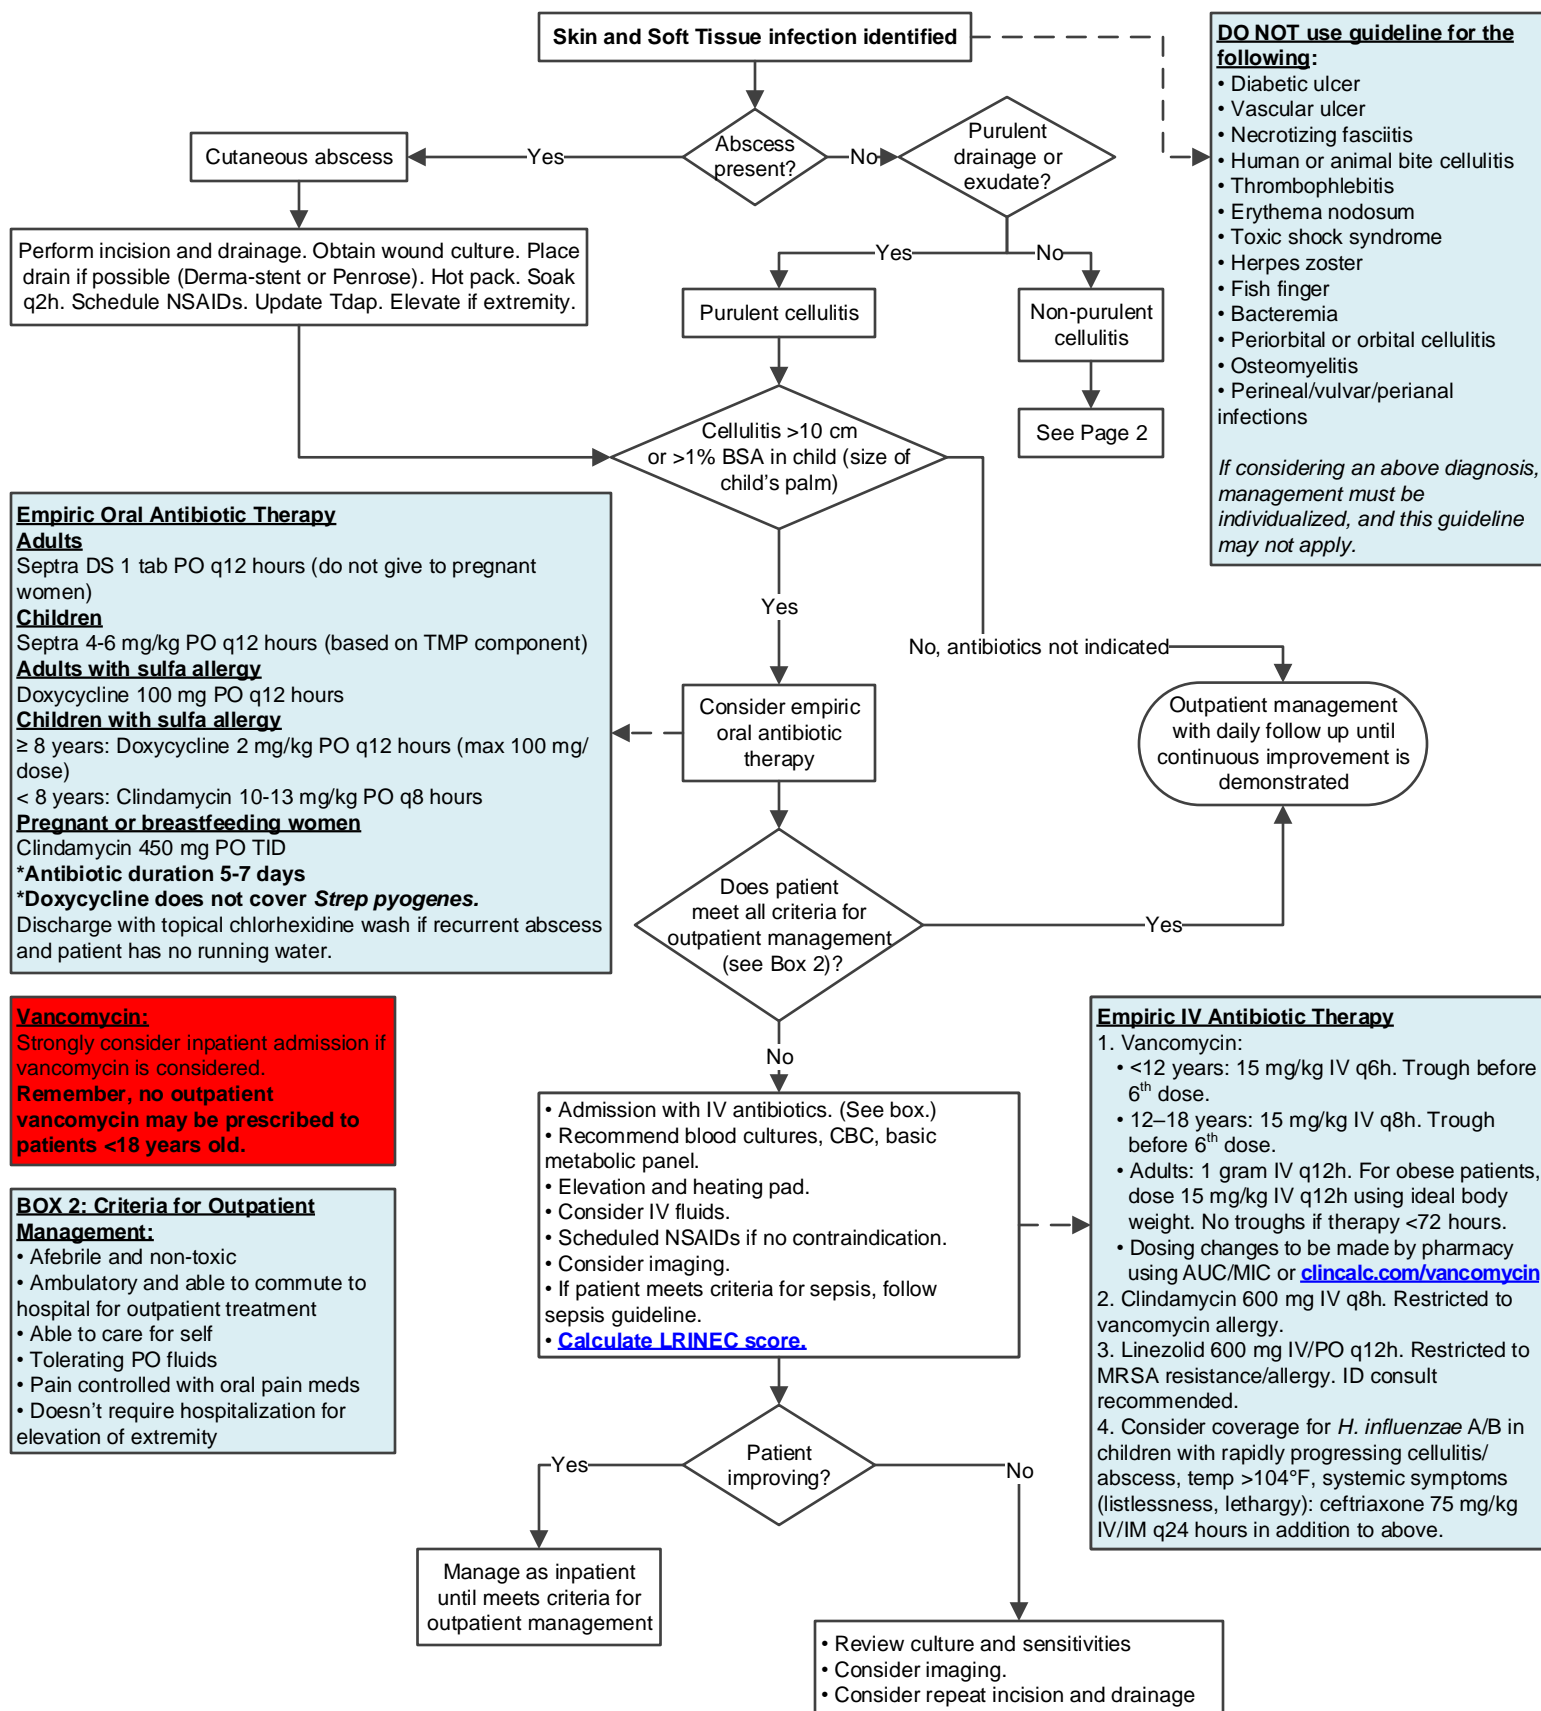 Skin and Soft Tissue infection identified
DO NOT use guideline for the
following:
• Diabetic ulcer
• Vascular ulcer
• Necrotizing fasciitis
• Human or animal bite cellulitis
• Thrombophlebitis
• Erythema nodosum
• Toxic shock syndrome
• Herpes zoster
• Fish finger
• Bacteremia
• Periorbital or orbital cellulitis
• Osteomyelitis
• Perineal/vulvar/perianal
infections
If considering an above diagnosis,
management must be
individualized, and this guideline
may not apply.
Abscess
present?
Yes
No
Cutaneous abscess
Purulent
drainage or
exudate?
Perform incision and drainage. Obtain wound culture. Place
drain if possible (Derma-stent or Penrose). Hot pack. Soak
q2h. Schedule NSAIDs. Update Tdap. Elevate if extremity.
Yes
No
Purulent cellulitis
Non-purulent
cellulitis
See Page 2
Cellulitis >10 cm
or >1% BSA in child (size of
child’s palm)
Yes
No, antibiotics not indicated
Empiric Oral Antibiotic Therapy
Adults
Septra DS 1 tab PO q12 hours (do not give to pregnant
women)
Children
Septra 4-6 mg/kg PO q12 hours (based on TMP component)
Adults with sulfa allergy
Doxycycline 100 mg PO q12 hours
Children with sulfa allergy
≥ 8 years: Doxycycline 2 mg/kg PO q12 hours (max 100 mg/
dose)
< 8 years: Clindamycin 10-13 mg/kg PO q8 hours
Pregnant or breastfeeding women
Clindamycin 450 mg PO TID
*Antibiotic duration 5-7 days
*Doxycycline does not cover Strep pyogenes.
Discharge with topical chlorhexidine wash if recurrent abscess
and patient has no running water.
Consider empiric
oral antibiotic
therapy
Outpatient management
with daily follow up until
continuous improvement is
demonstrated
Does patient
meet all criteria for
outpatient management
(see Box 2)?
Yes
No
Vancomycin:
Strongly consider inpatient admission if
vancomycin is considered.
Remember, no outpatient
vancomycin may be prescribed to
patients <18 years old.
BOX 2: Criteria for Outpatient
Management:
• Afebrile and non-toxic
• Ambulatory and able to commute to
hospital for outpatient treatment
• Able to care for self
• Tolerating PO fluids
• Pain controlled with oral pain meds
• Doesn’t require hospitalization for
elevation of extremity
• Admission with IV antibiotics. (See box.)
• Recommend blood cultures, CBC, basic
metabolic panel.
• Elevation and heating pad.
• Consider IV fluids.
• Scheduled NSAIDs if no contraindication.
• Consider imaging.
• If patient meets criteria for sepsis, follow
sepsis guideline.
• Calculate LRINEC score.
Empiric IV Antibiotic Therapy
1. Vancomycin:
• <12 years: 15 mg/kg IV q6h. Trough before
6th dose.
• 12–18 years: 15 mg/kg IV q8h. Trough
before 6th dose.
• Adults: 1 gram IV q12h. For obese patients,
dose 15 mg/kg IV q12h using ideal body
weight. No troughs if therapy <72 hours.
• Dosing changes to be made by pharmacy
using AUC/MIC or clincalc.com/vancomycin
2. Clindamycin 600 mg IV q8h. Restricted to
vancomycin allergy.
3. Linezolid 600 mg IV/PO q12h. Restricted to
MRSA resistance/allergy. ID consult
recommended.
4. Consider coverage for H. influenzae A/B in
children with rapidly progressing cellulitis/
abscess, temp >104°F, systemic symptoms
(listlessness, lethargy): ceftriaxone 75 mg/kg
IV/IM q24 hours in addition to above.
Patient
improving?
Yes
No
Manage as inpatient
until meets criteria for
outpatient management
• Review culture and sensitivities
• Consider imaging.
• Consider repeat incision and drainage